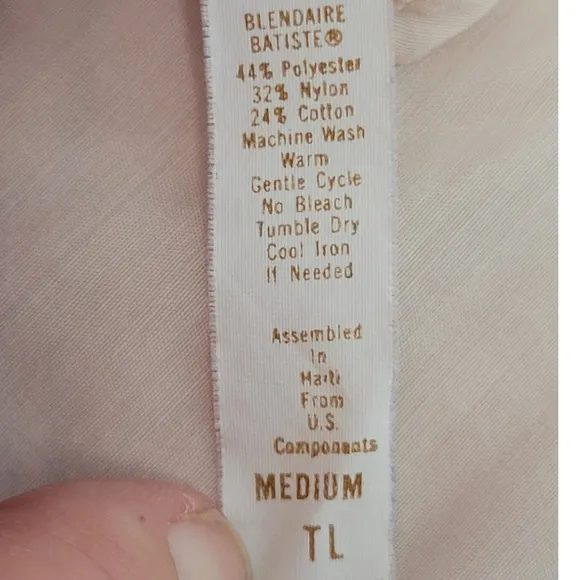 BLENDAIRE
BATISTE®
44% Polyester
32% Nylon
24% Cotton
Machine Wash
Warm
Gentle Cycle
No Bleach
Tumble Dry
Cool Iron
If Needed
Assembled
In
Haiti
From
U.S.
Components
MEDIUM
TL